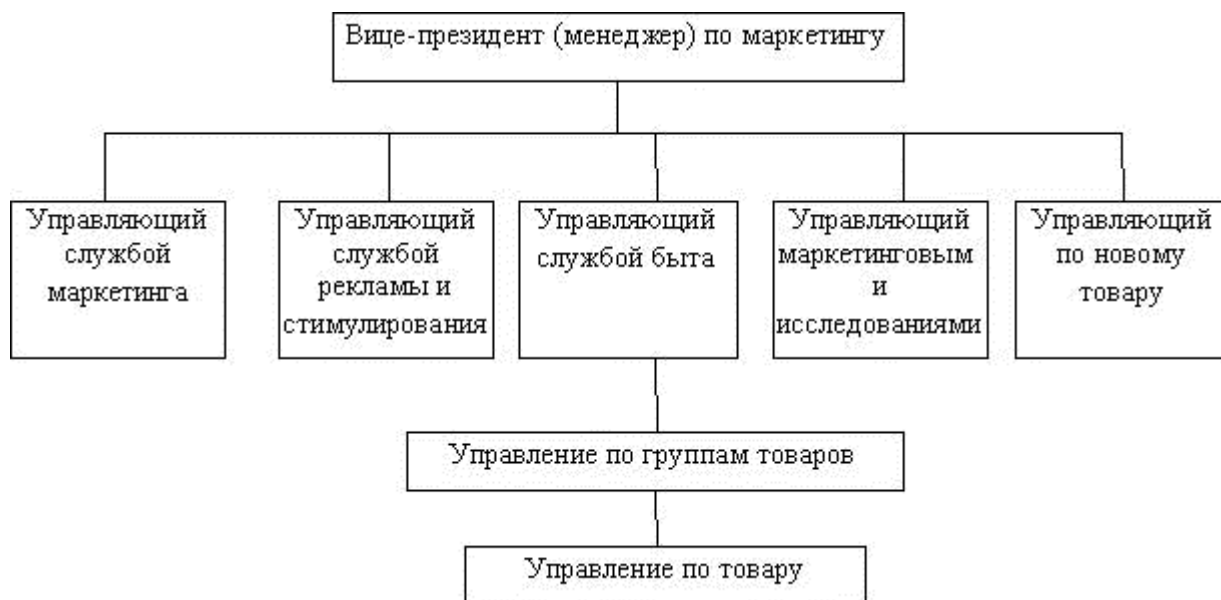 Вице-президент (менеджер) по маркетингу
Управляющий
службой
маркетинга
Управляющий
службой
рекламы и
стимулирования
Управляющий
службой быта
Управляющий
маркетинговым
и
исследованиями
Управляющий
по новому
товару
Управление по группам товаров
Управление по товару